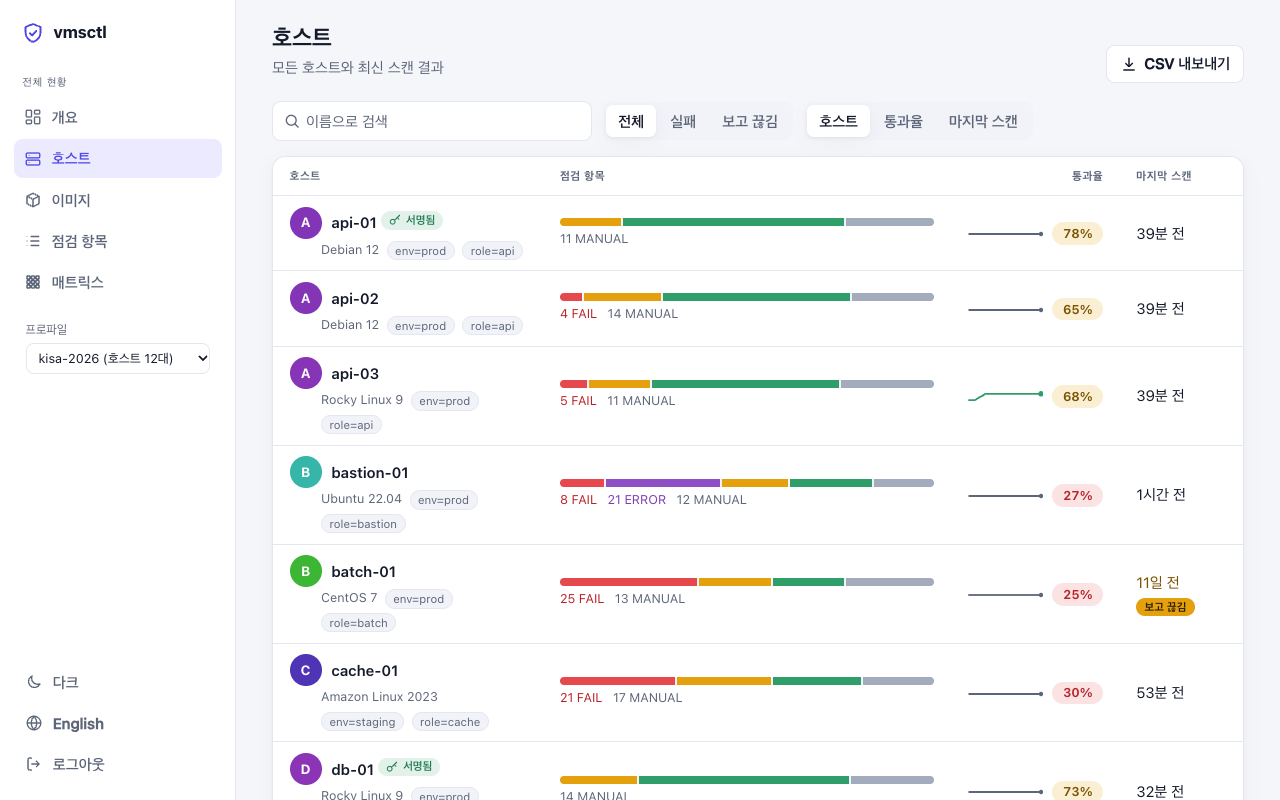 vmsctl
전체 현황
개요
호스트
이미지
점검 항목
매트릭스
프로파일
kisa-2026 (호스트 12대)
다크
English
로그아웃
호스트
모든 호스트와 최신 스캔 결과
CSV 내보내기
이름으로 검색
전체 실패 보고 끊김
호스트 통과율 마지막 스캔
호스트 점검 항목 통과율 마지막 스캔
A api-01 서명됨
Debian 12 env=prod role=api
11 MANUAL
78%
39분 전
A api-02
Debian 12 env=prod role=api
4 FAIL 14 MANUAL
65%
39분 전
A api-03
Rocky Linux 9 env=prod
role=api
5 FAIL 11 MANUAL
68%
39분 전
B bastion-01
Ubuntu 22.04 env=prod
role=bastion
8 FAIL 21 ERROR 12 MANUAL
27%
1시간 전
B batch-01
CentOS 7 env=prod
role=batch
25 FAIL 13 MANUAL
25%
11일 전
보고 끊김
C cache-01
Amazon Linux 2023
env=staging role=cache
21 FAIL 17 MANUAL
30%
53분 전
D db-01 서명됨
Rocky Linux 9 env=prod
14 MANUAL
73%
32분 전